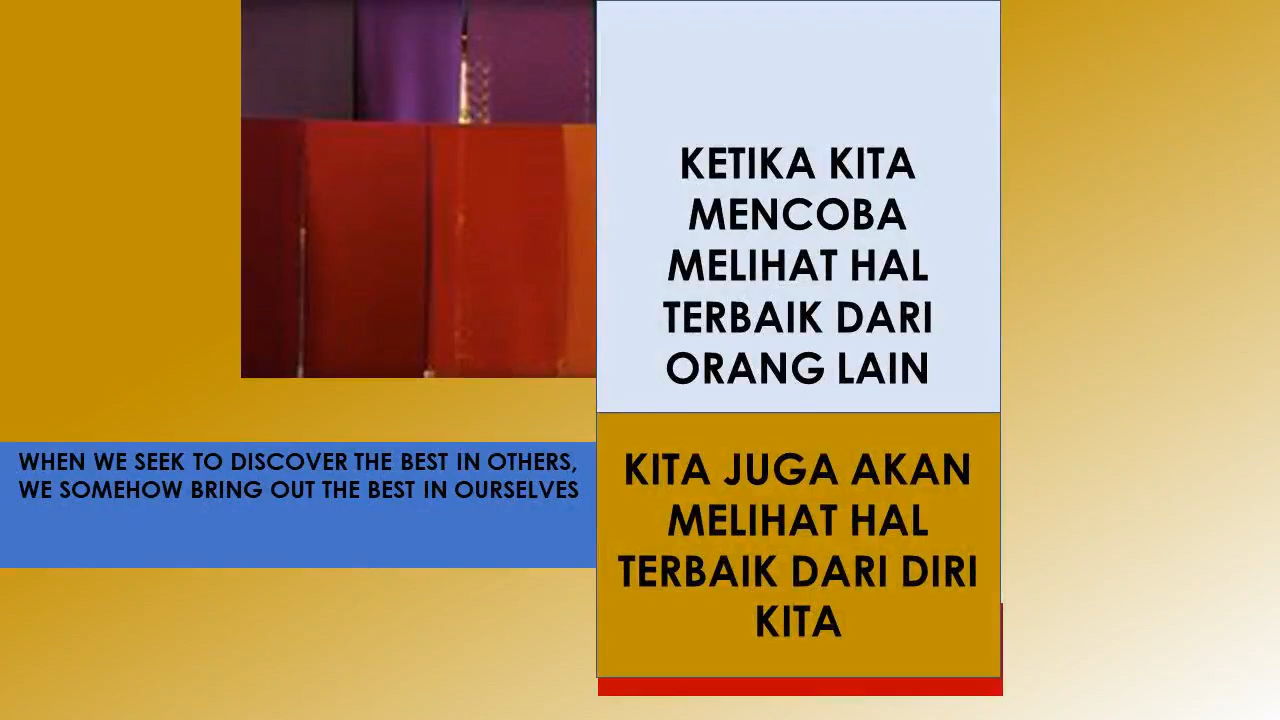 KETIKA KITA
MENCOBA
MELIHAT HAL
TERBAIK DARI
ORANG LAIN
WHEN WE SEEK TO DISCOVER THE BEST IN OTHERS,
WE SOMEHOW BRING OUT THE BEST IN OURSELVES
KITA JUGA AKAN
MELIHAT HAL
TERBAIK DARI DIRI
KITA